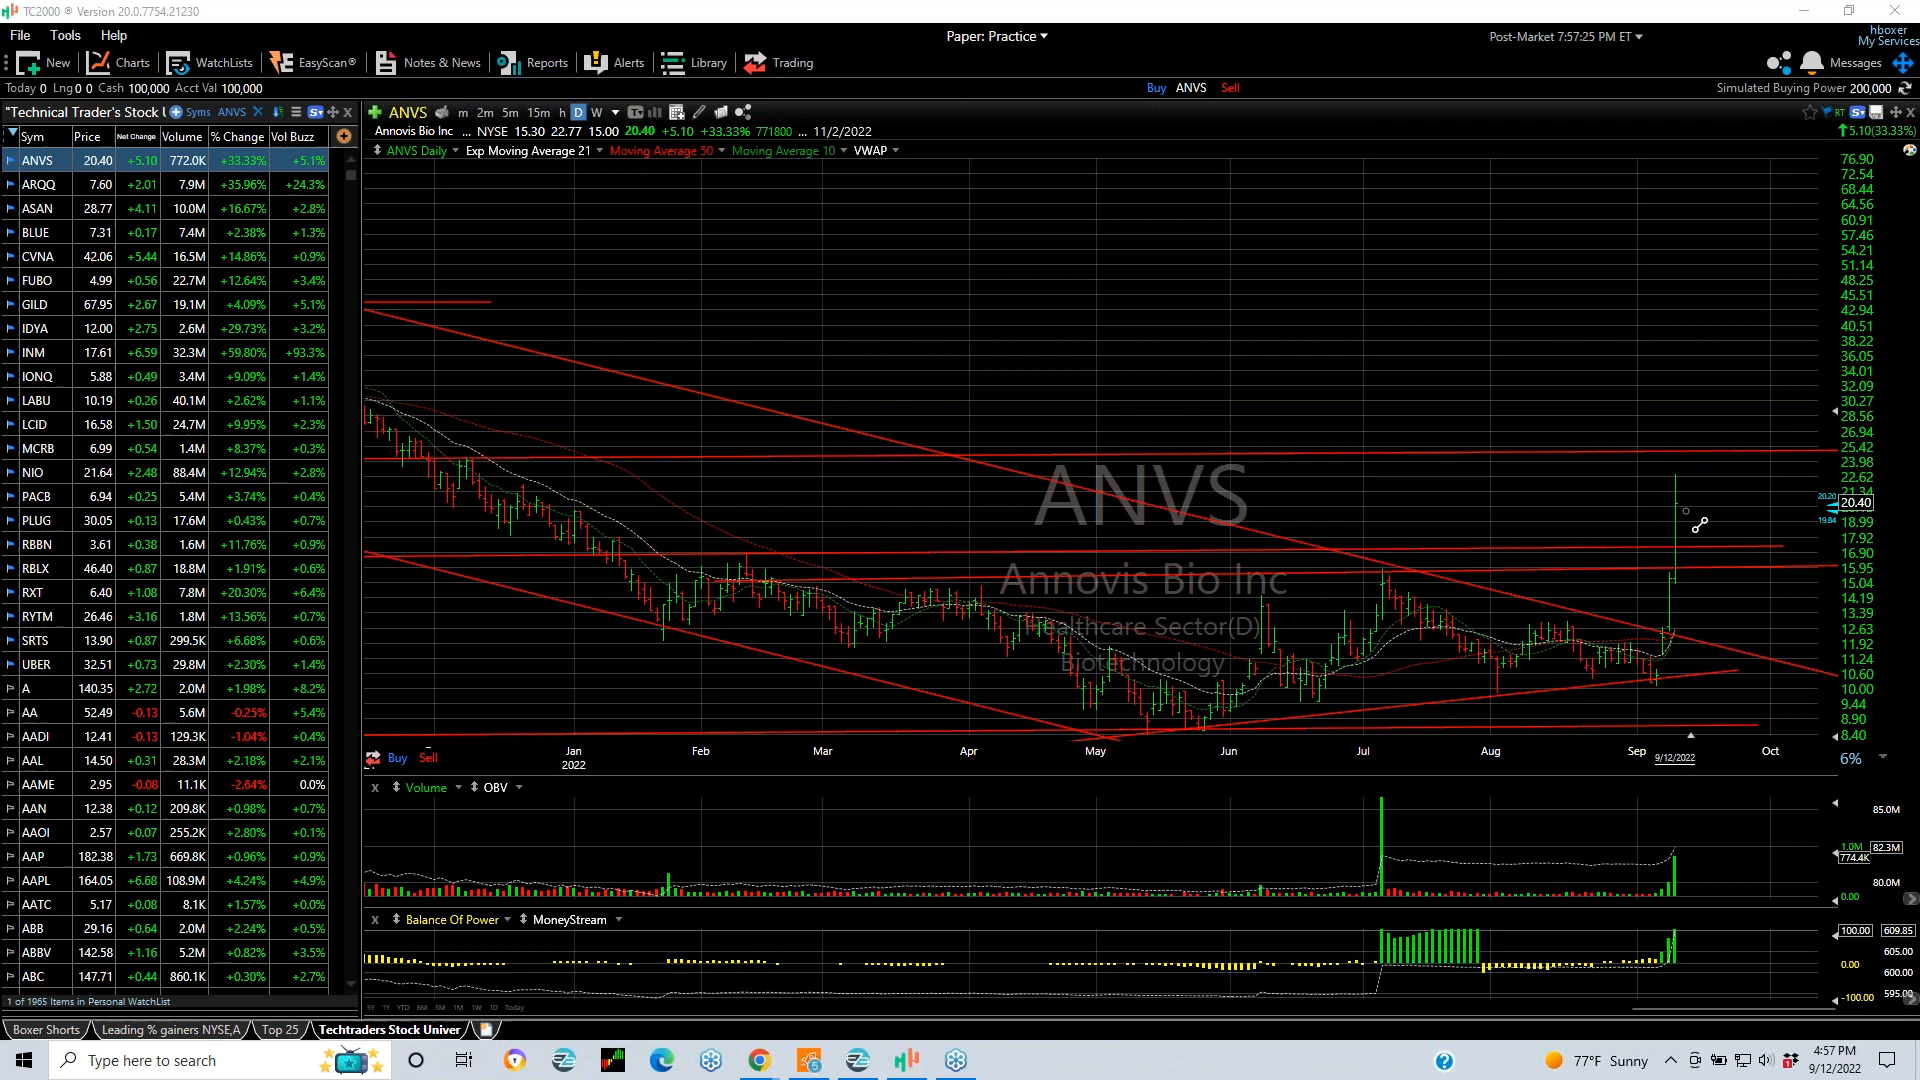 TC2000 ® Version 20.0.7754.21230
File Tools Help Paper: Practice Post-Market 7:57:25 PM ET hboxer
My Services
New Charts WatchLists EasyScan® Notes & News Reports Alerts Library Trading Messages
Today 0 Lng 0 0 Cash 100,000 Acct Val 100,000 Buy ANVS Sell Simulated Buying Power 200,000
"Technical Trader's Stock U Syms ANVS ANVS m 2m 5m 15m h D W RT
Annovis Bio Inc ... NYSE 15.30 22.77 15.00 20.40 +5.10 +33.33% 771800 ... 11/2/2022 5.10(33.33%)
ANVS Daily Exp Moving Average 21 Moving Average 50 Moving Average 10 VWAP
Sym Price Net Change Volume % Change Vol Buzz
ANVS 20.40 +5.10 772.0K +33.33% +5.1%
ARQQ 7.60 +2.01 7.9M +35.96% +24.3%
ASAN 28.77 +4.11 10.0M +16.67% +2.8%
BLUE 7.31 +0.17 7.4M +2.38% +1.3%
CVNA 42.06 +5.44 16.5M +14.86% +0.9%
FUBO 4.99 +0.56 22.7M +12.64% +3.4%
GILD 67.95 +2.67 19.1M +4.09% +5.1%
IDYA 12.00 +2.75 2.6M +29.73% +3.2%
INM 17.61 +6.59 32.3M +59.80% +93.3%
IONQ 5.88 +0.49 3.4M +9.09% +1.4%
LABU 10.19 +0.26 40.1M +2.62% +1.1%
LCID 16.58 +1.50 24.7M +9.95% +2.3%
MCRB 6.99 +0.54 1.4M +8.37% +0.3%
NIO 21.64 +2.48 88.4M +12.94% +2.8%
PACB 6.94 +0.25 5.4M +3.74% +0.4%
PLUG 30.05 +0.13 17.6M +0.43% +0.7%
RBBN 3.61 +0.38 1.6M +11.76% +0.9%
RBLX 46.40 +0.87 18.8M +1.91% +0.6%
RXT 6.40 +1.08 7.8M +20.30% +6.4%
RYTM 26.46 +3.16 1.8M +13.56% +0.7%
SRTS 13.90 +0.87 299.5K +6.68% +0.6%
UBER 32.51 +0.73 29.8M +2.30% +1.4%
A 140.35 +2.72 2.0M +1.98% +8.2%
AA 52.49 -0.13 5.6M -0.25% +5.4%
AADI 12.41 -0.13 129.3K -1.04% +0.4%
AAL 14.50 +0.31 28.3M +2.18% +2.1%
AAME 2.95 -0.08 11.1K -2.64% 0.0%
AAN 12.38 +0.12 209.8K +0.98% +0.7%
AAOI 2.57 +0.07 255.2K +2.80% +0.1%
AAP 182.38 +1.73 669.8K +0.96% +0.9%
AAPL 164.05 +6.68 108.9M +4.24% +4.9%
AATC 5.17 +0.08 8.1K +1.57% +0.0%
ABB 29.16 +0.64 2.0M +2.24% +0.5%
ABBV 142.58 +1.16 5.2M +0.82% +3.5%
ABC 147.71 +0.44 860.1K +0.30% +2.7%
1 of 1965 Items in Personal WatchList
ANVS
Annovis Bio Inc
Healthcare Sector(D)
Biotechnology
76.90
72.54
68.44
64.56
60.91
57.46
54.21
51.14
48.25
45.51
42.94
40.51
38.22
36.05
34.01
32.09
30.27
28.56
26.94
25.42
23.98
22.62
21.34
20.20
20.40
19.84
18.99
17.92
16.90
15.95
15.04
14.19
13.39
12.63
11.92
11.24
10.60
10.00
9.44
8.90
8.40
6%
Jan Feb Mar Apr May Jun Jul Aug Sep Oct
2022 9/12/2022
Buy Sell
x Volume OBV
85.0M
1.0M 82.3M
774.4K
80.0M
0.00
x Balance Of Power MoneyStream
100.00 609.85
605.00
0.00
600.00
-100.00 595.00
5Y 1Y YTD 6M 3M 1M 1W 1D Today
Boxer Shorts Leading % gainers NYSE,A Top 25 Techtraders Stock Univer
Type here to search
5
77°F Sunny
1
4:57 PM
9/12/2022